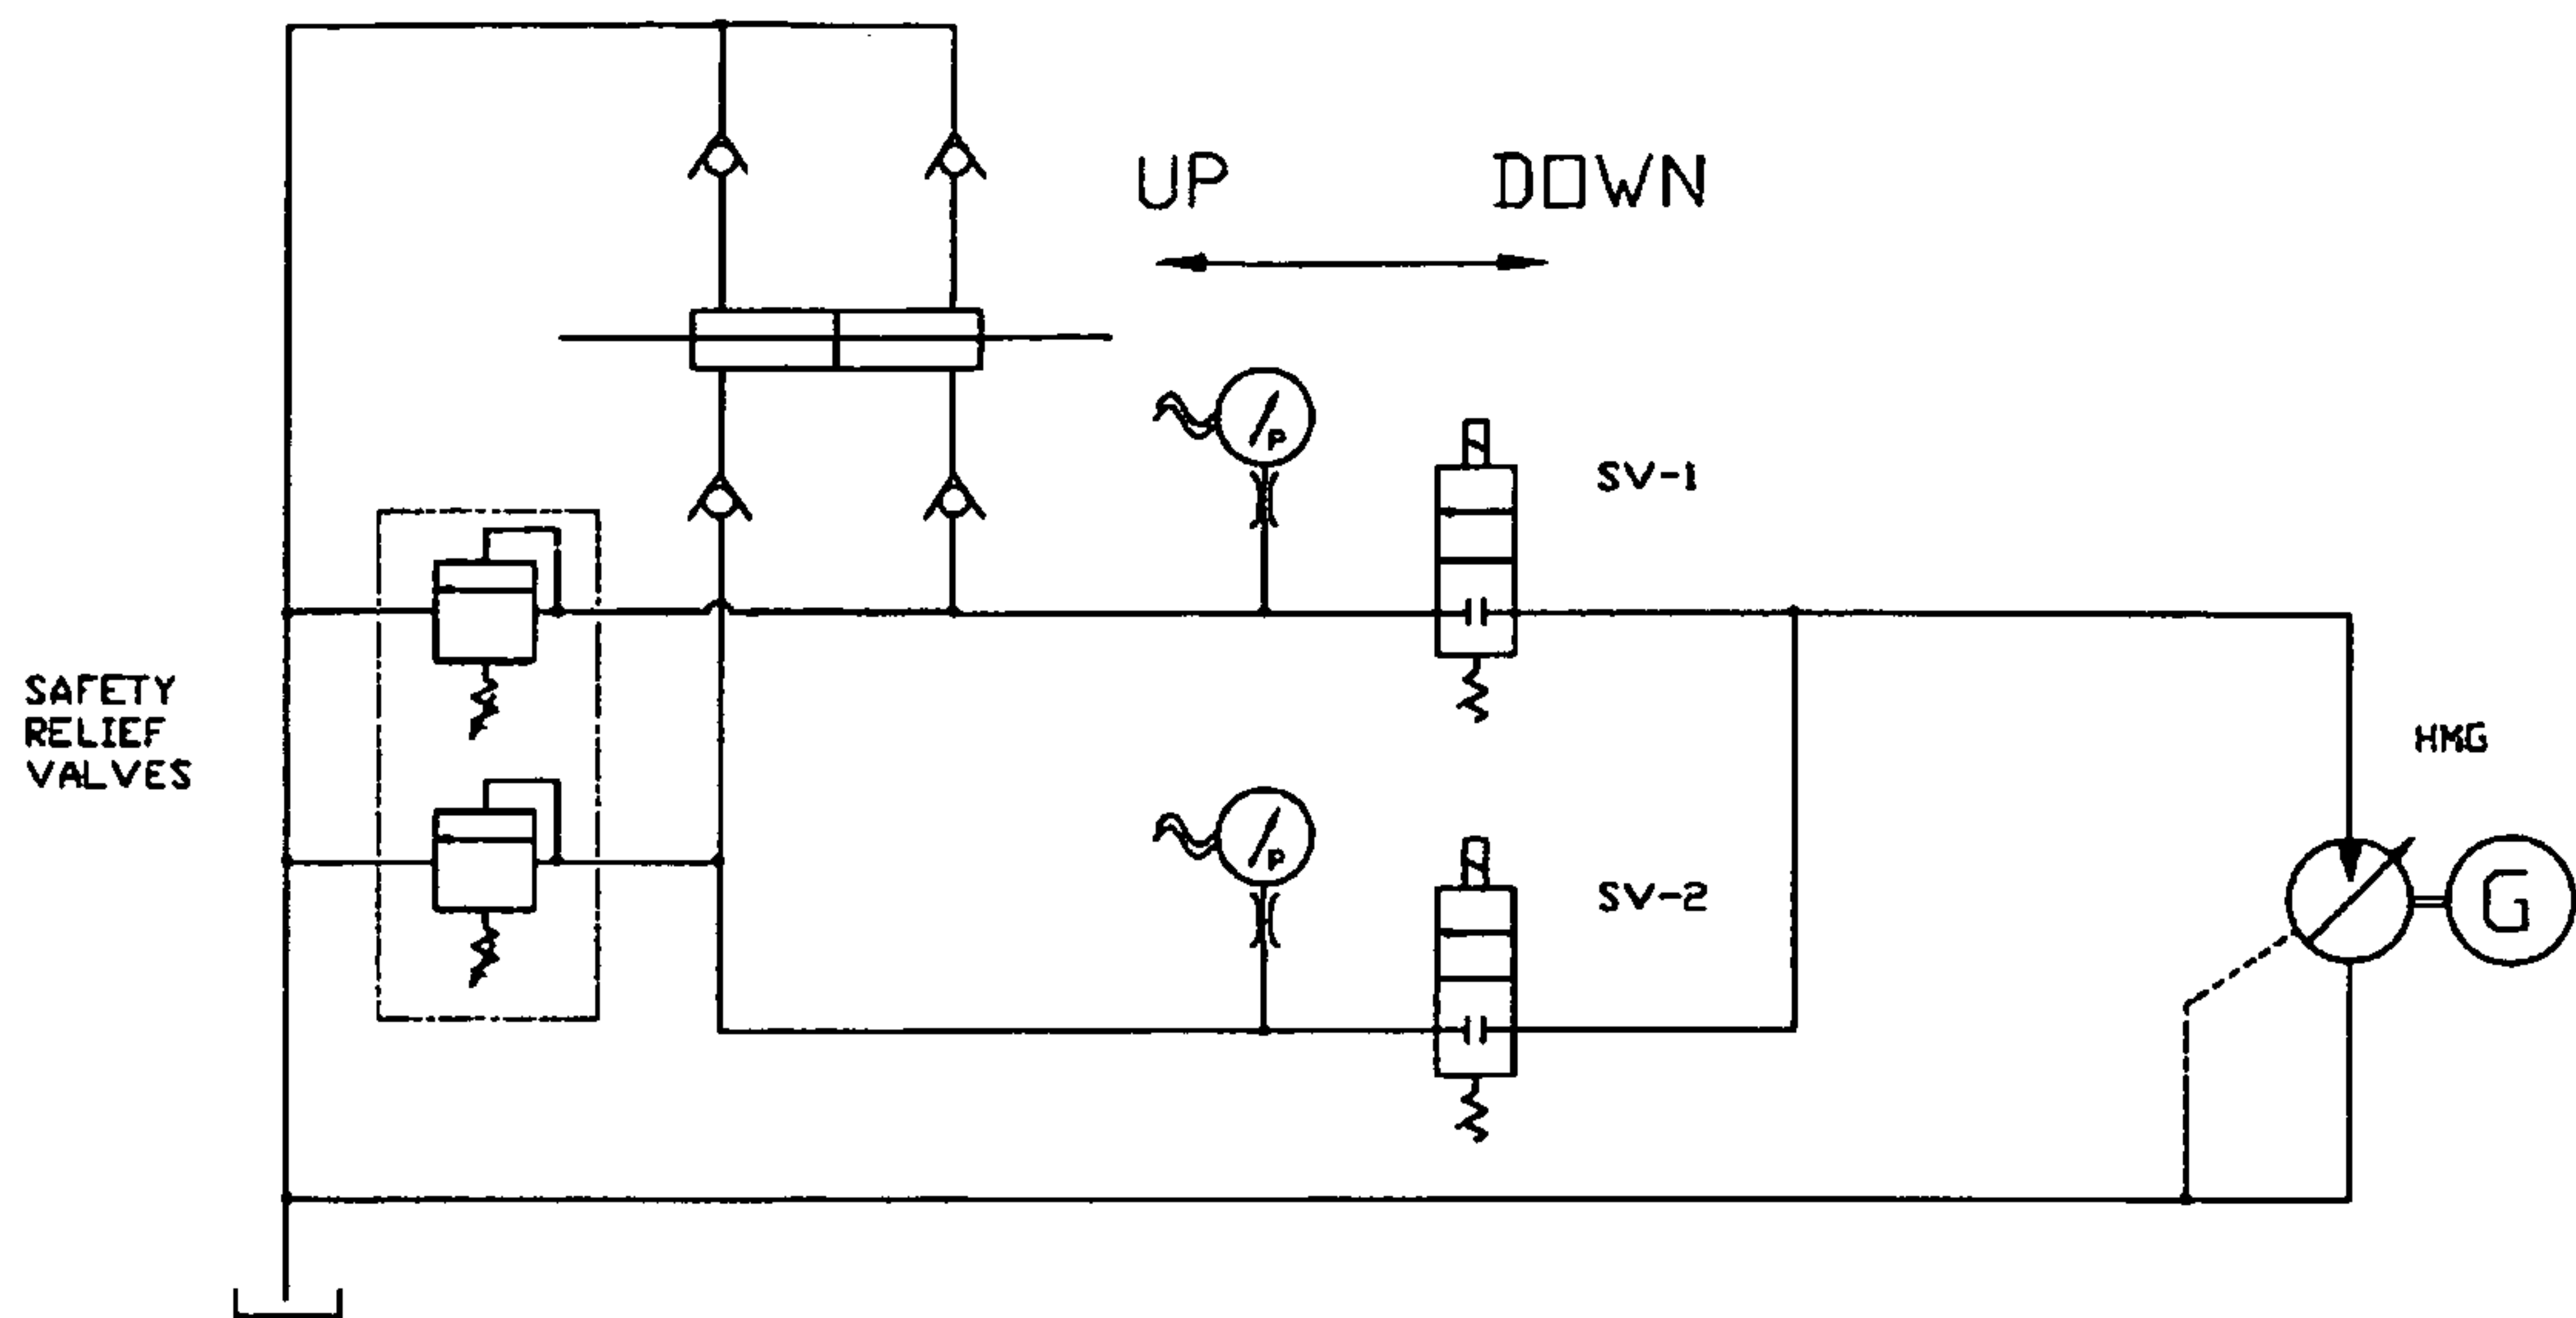 UP DOWN
P
SV-1
SAFETY
RELIEF
VALVES
HMG
P
SV-2
G